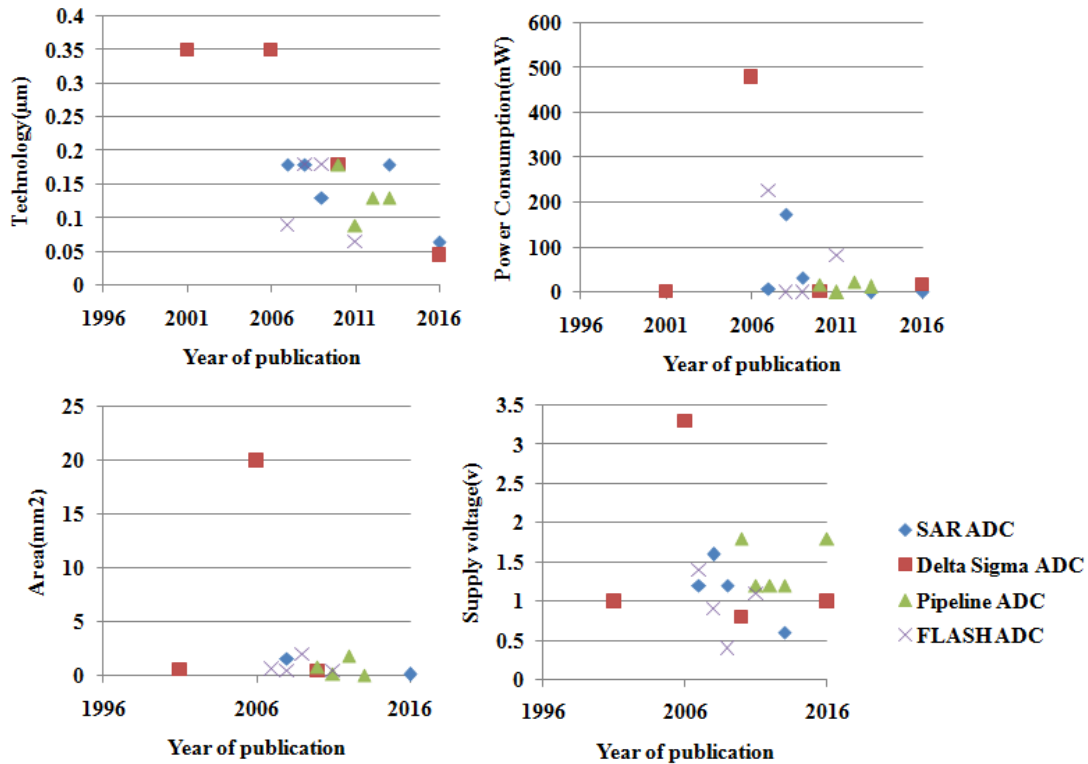 Technology(µm)
0.4
0.35
0.3
0.25
0.2
0.15
0.1
0.05
0
1996 2001 2006 2011 2016
Year of publication
Power Consumption(mW)
600
500
400
300
200
100
0
1996 2001 2006 2011 2016
Year of publication
Area(mm2)
25
20
15
10
5
0
1996 2006 2016
Year of publication
Supply voltage(v)
3.5
3
2.5
2
1.5
1
0.5
0
1996 2006 2016
Year of publication
SAR ADC
Delta Sigma ADC
Pipeline ADC
FLASH ADC